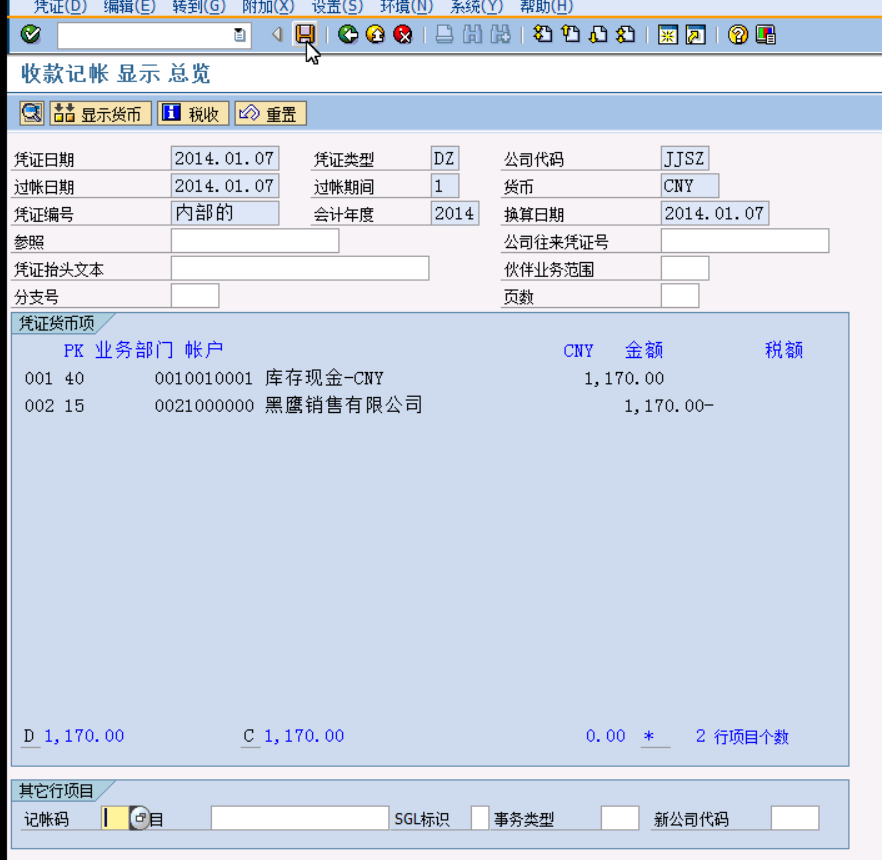 凭证(D) 编辑(E) 转到(G) 附加(X) 设置(S) 环境(N) 系统(Y) 帮助(H)
收款记帐 显示 总览
显示货币 税收 重置
凭证日期 2014.01.07 凭证类型 DZ 公司代码 JJSZ
过帐日期 2014.01.07 过帐期间 1 货币 CNY
凭证编号 内部的 会计年度 2014 换算日期 2014.01.07
参照 公司往来凭证号
凭证抬头文本 伙伴业务范围
分支号 页数
凭证货币项
PK 业务部门 帐户 CNY 金额 税额
001 40 0010010001 库存现金-CNY 1,170.00
002 15 0021000000 黑鹰销售有限公司 1,170.00-
D 1,170.00 C 1,170.00 0.00 * 2 行项目个数
其它行项目
记帐码 目 SGL标识 事务类型 新公司代码